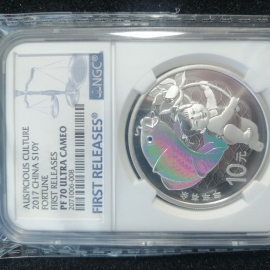 AUSPICIOUS CULTURE
2017 CHINA S10Y
FORTUNE
FIRST RELEASES
PF 70 ULTRA CAMEO
NGC
FIRST RELEASES
10元